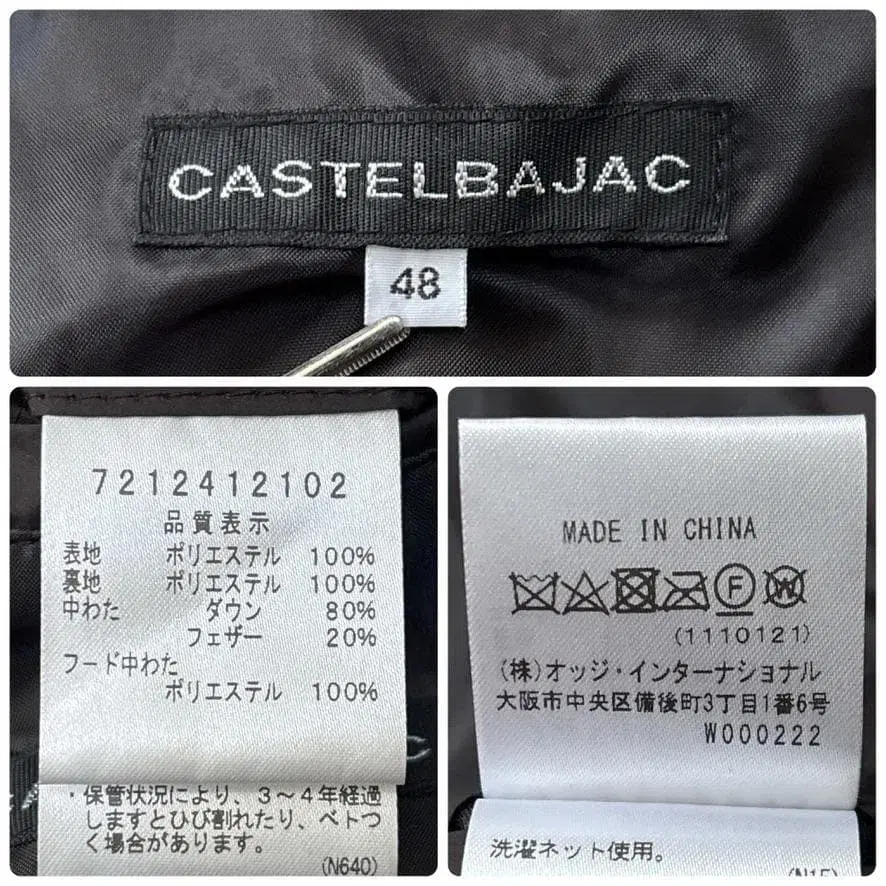 CASTELBAJAC
48
7212412102
品質表示
表地 ポリエステル 100%
裏地 ポリエステル 100%
中わた ダウン 80%
フェザー 20%
フード中わた
ポリエステル 100%
・保管状況により、3〜4年経過
しますとひび割れたり、ベトつ
く場合があります。
(N640)
MADE IN CHINA
F W
(1110121)
(株)オッジ・インターナショナル
大阪市中央区備後町3丁目1番6号
W000222
洗濯ネット使用。